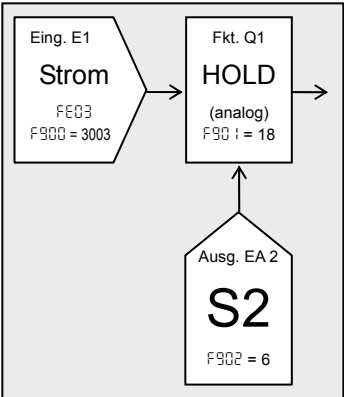 Eing. E1
Strom
FE03
F900 = 3003
Fkt. Q1
HOLD
(analog)
F901 = 18
Ausg. EA 2
S2
F902 = 6